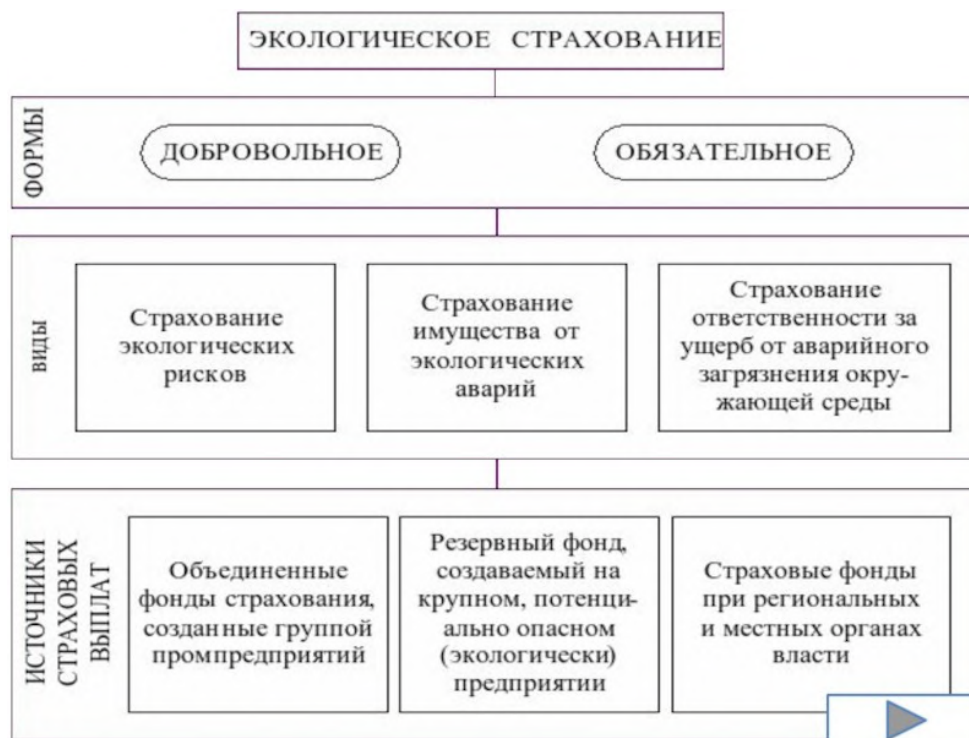 ЭКОЛОГИЧЕСКОЕ СТРАХОВАНИЕ
ФОРМЫ
ДОБРОВОЛЬНОЕ
ОБЯЗАТЕЛЬНОЕ
ВИДЫ
Страхование
экологических
рисков
Страхование
имущества от
экологических
аварий
Страхование
ответственности за
ущерб от аварийного
загрязнения окру-
жающей среды
ИСТОЧНИКИ
СТРАХОВЫХ
ВЫПЛАТ
Объединенные
фонды страхования,
созданные группой
промпредприятий
Резервный фонд,
создаваемый на
крупном, потенци-
ально опасном
(экологически)
предприятии
Страховые фонды
при региональных
и местных органах
власти